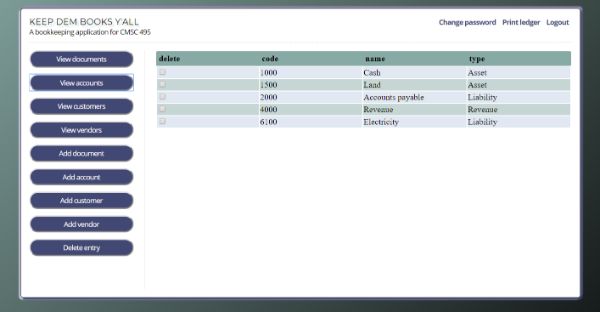 KEEP DEM BOOKS Y'ALL
A bookkeeping application for CMSC 495
Change password Print ledger Logout
View documents
View accounts
View customers
View vendors
Add document
Add account
Add customer
Add vendor
Delete entry
delete code name type
1000 Cash Asset
1500 Land Asset
2000 Accounts payable Liability
4000 Revenue Revenue
6100 Electricity Liability